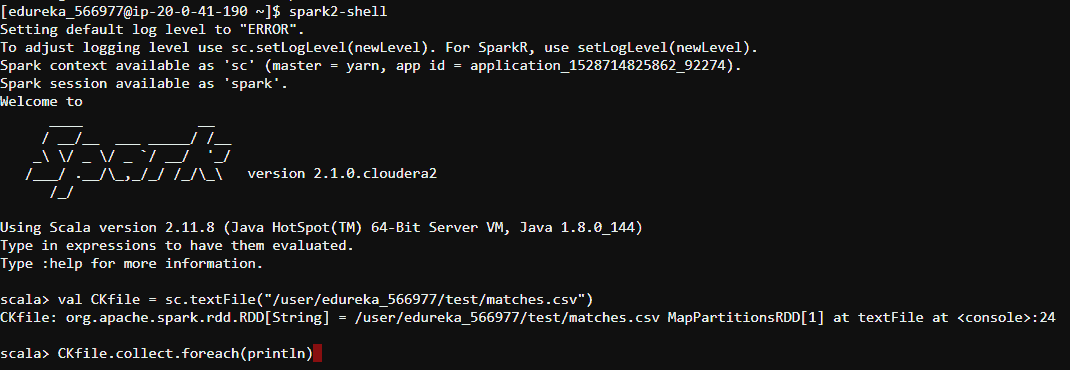 [edureka_566977@ip-20-0-41-190 ~]$ spark2-shell
Setting default log level to "ERROR".
To adjust logging level use sc.setLogLevel(newLevel). For SparkR, use setLogLevel(newLevel).
Spark context available as 'sc' (master = yarn, app id = application_1528714825862_92274).
Spark session available as 'spark'.
Welcome to
      ____              __
     / __/__  ___ _____/ /__
    _\ \/ _ \/ _ `/ __/  '_/
   /___/ .__/\_,_/_/ /_/\_\   version 2.1.0.cloudera2
      /_/
Using Scala version 2.11.8 (Java HotSpot(TM) 64-Bit Server VM, Java 1.8.0_144)
Type in expressions to have them evaluated.
Type :help for more information.
scala> val CKfile = sc.textFile("/user/edureka_566977/test/matches.csv")
CKfile: org.apache.spark.rdd.RDD[String] = /user/edureka_566977/test/matches.csv MapPartitionsRDD[1] at textFile at <console>:24
scala> CKfile.collect.foreach(println)